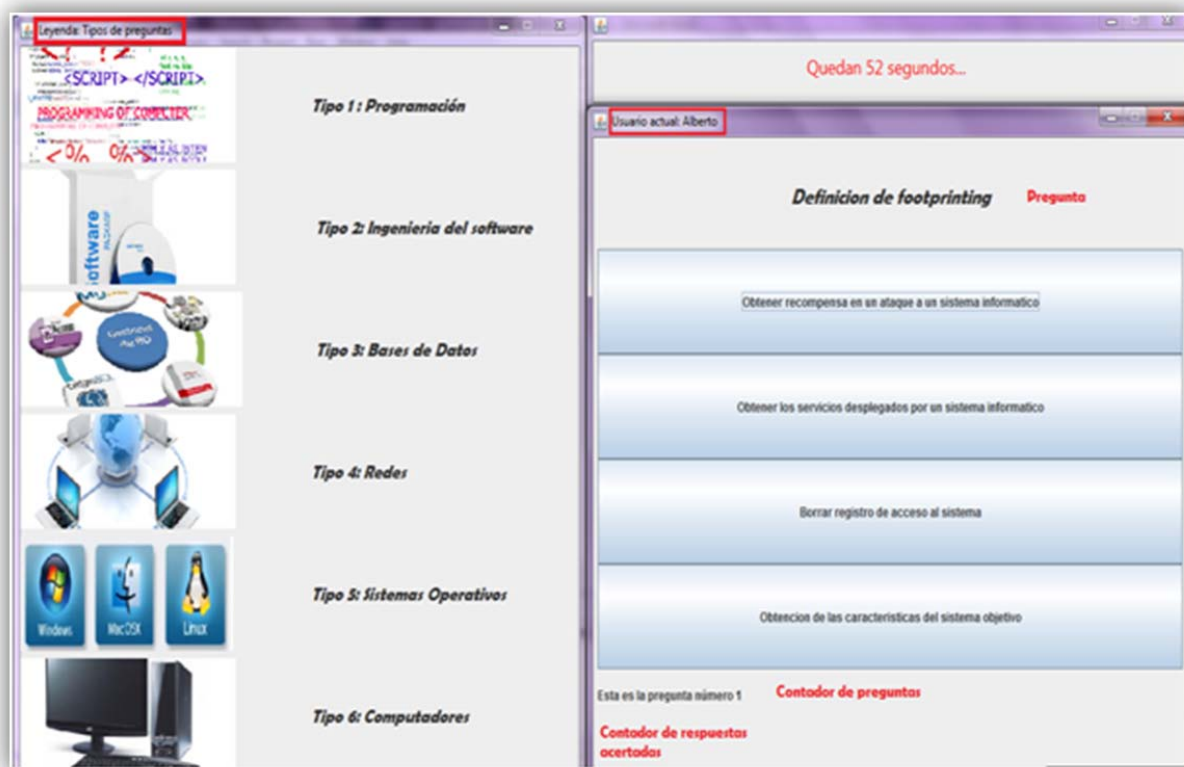 Leyenda: Tipos de preguntas
<SCRIPT> </SCRIPT>
PROGRAMMING OF COMPUTER
<% %>
Tipo 1 : Programación
software
Tipo 2: Ingenieria del software
Tipo 3: Bases de Datos
Tipo 4: Redes
Windows
Mac OSX
Linux
Tipo 5: Sistemas Operativos
Tipo 6: Computadores
Quedan 52 segundos...
Usuario actual: Alberto
Definicion de footprinting
Pregunta
Obtener recompensa en un ataque a un sistema informatico
Obtener los servicios desplegados por un sistema informatico
Borrar registro de acceso al sistema
Obtencion de las caracteristicas del sistema objetivo
Esta es la pregunta número 1
Contador de preguntas
Contador de respuestas
acertadas